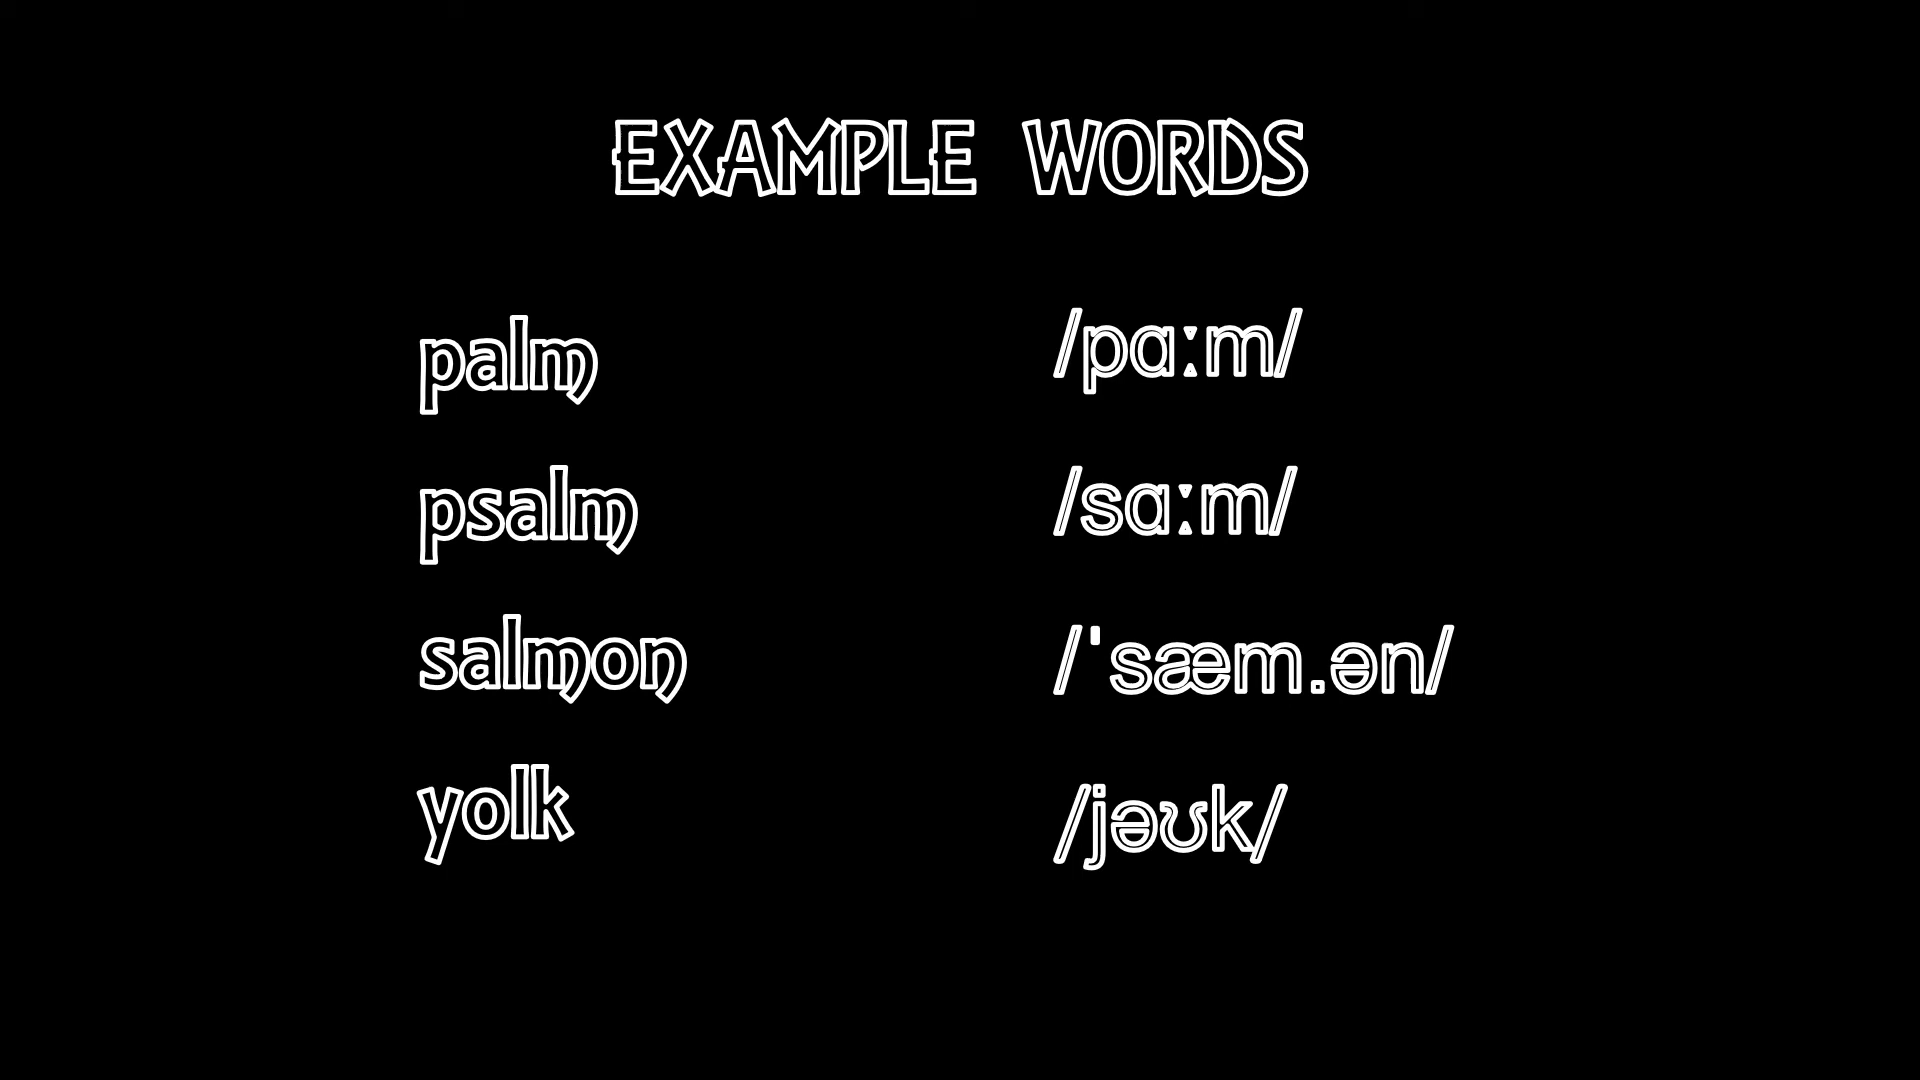 EXAMPLE WORDS
palm /pɑːm/
psalm /sɑːm/
salmon /ˈsæm.ən/
yolk /jəʊk/